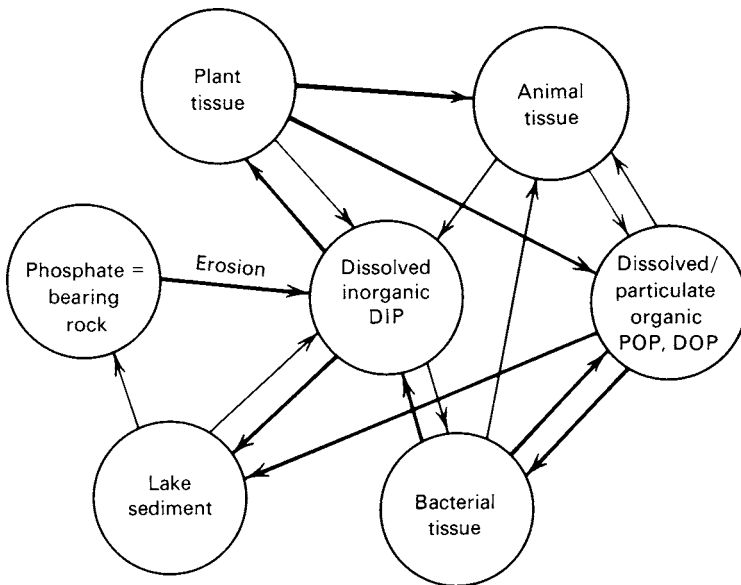 Plant
tissue
Animal
tissue
Phosphate =
bearing
rock
Erosion
Dissolved
inorganic
DIP
Dissolved/
particulate
organic
POP, DOP
Lake
sediment
Bacterial
tissue